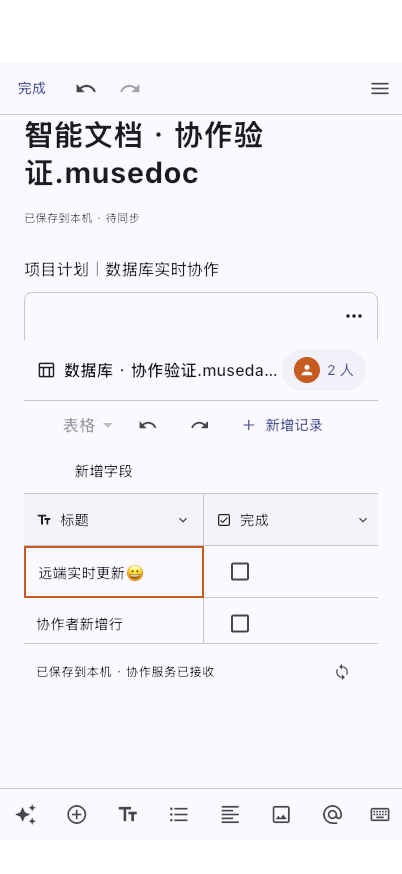 完成
智能文档 · 协作验
证.musedoc
已保存到本机 · 待同步
项目计划｜数据库实时协作
数据库 · 协作验证.museda...
2 人
表格
新增记录
新增字段
标题
完成
远端实时更新😀
协作者新增行
已保存到本机 · 协作服务已接收